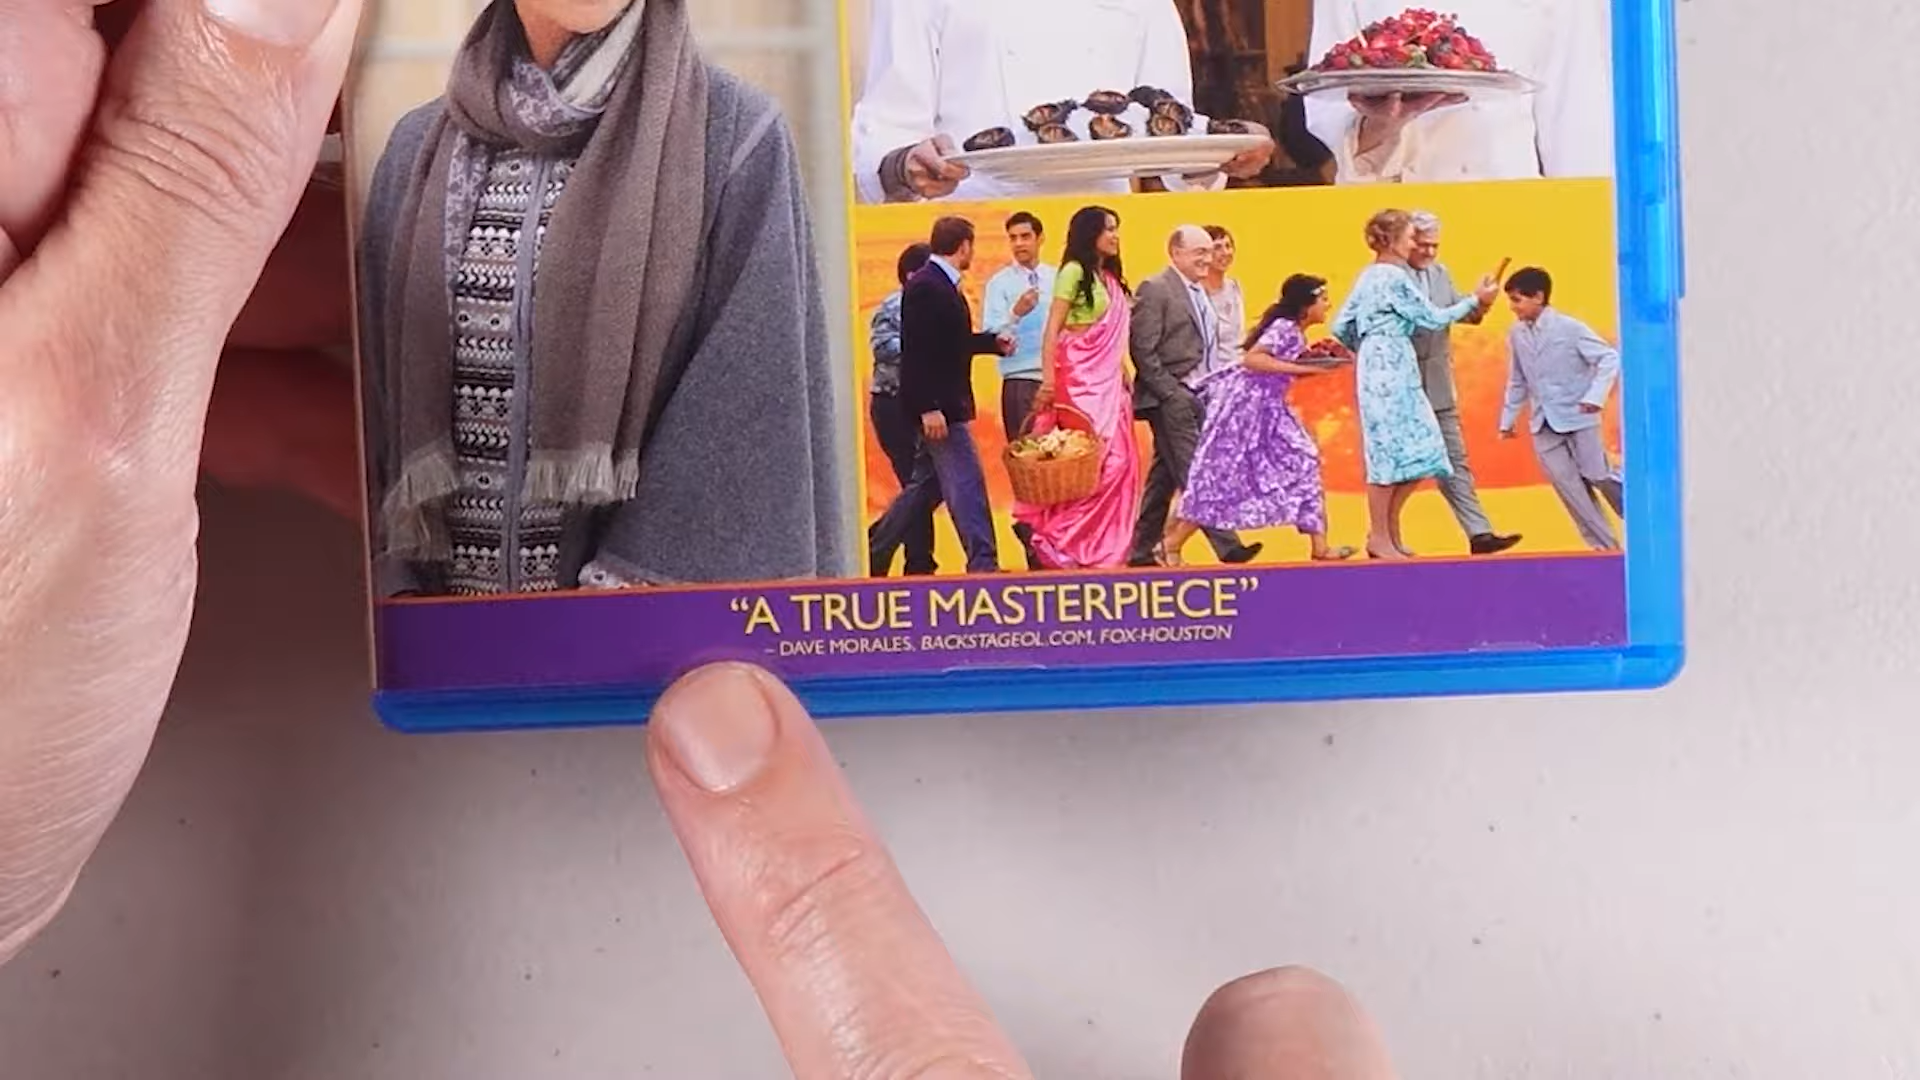 “A TRUE MASTERPIECE”
– DAVE MORALES, BACKSTAGEOL.COM, FOX-HOUSTON